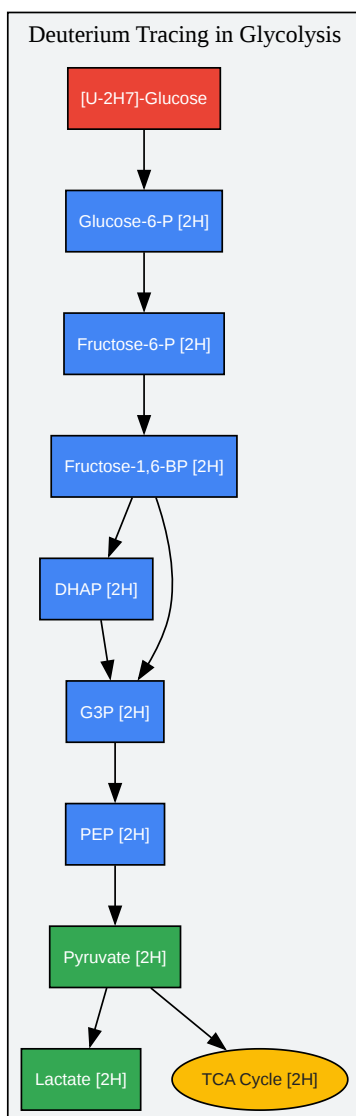 Deuterium Tracing in Glycolysis
[U-2H7]-Glucose
Glucose-6-P [2H]
Fructose-6-P [2H]
Fructose-1,6-BP [2H]
DHAP [2H]
G3P [2H]
PEP [2H]
Pyruvate [2H]
Lactate [2H]
TCA Cycle [2H]